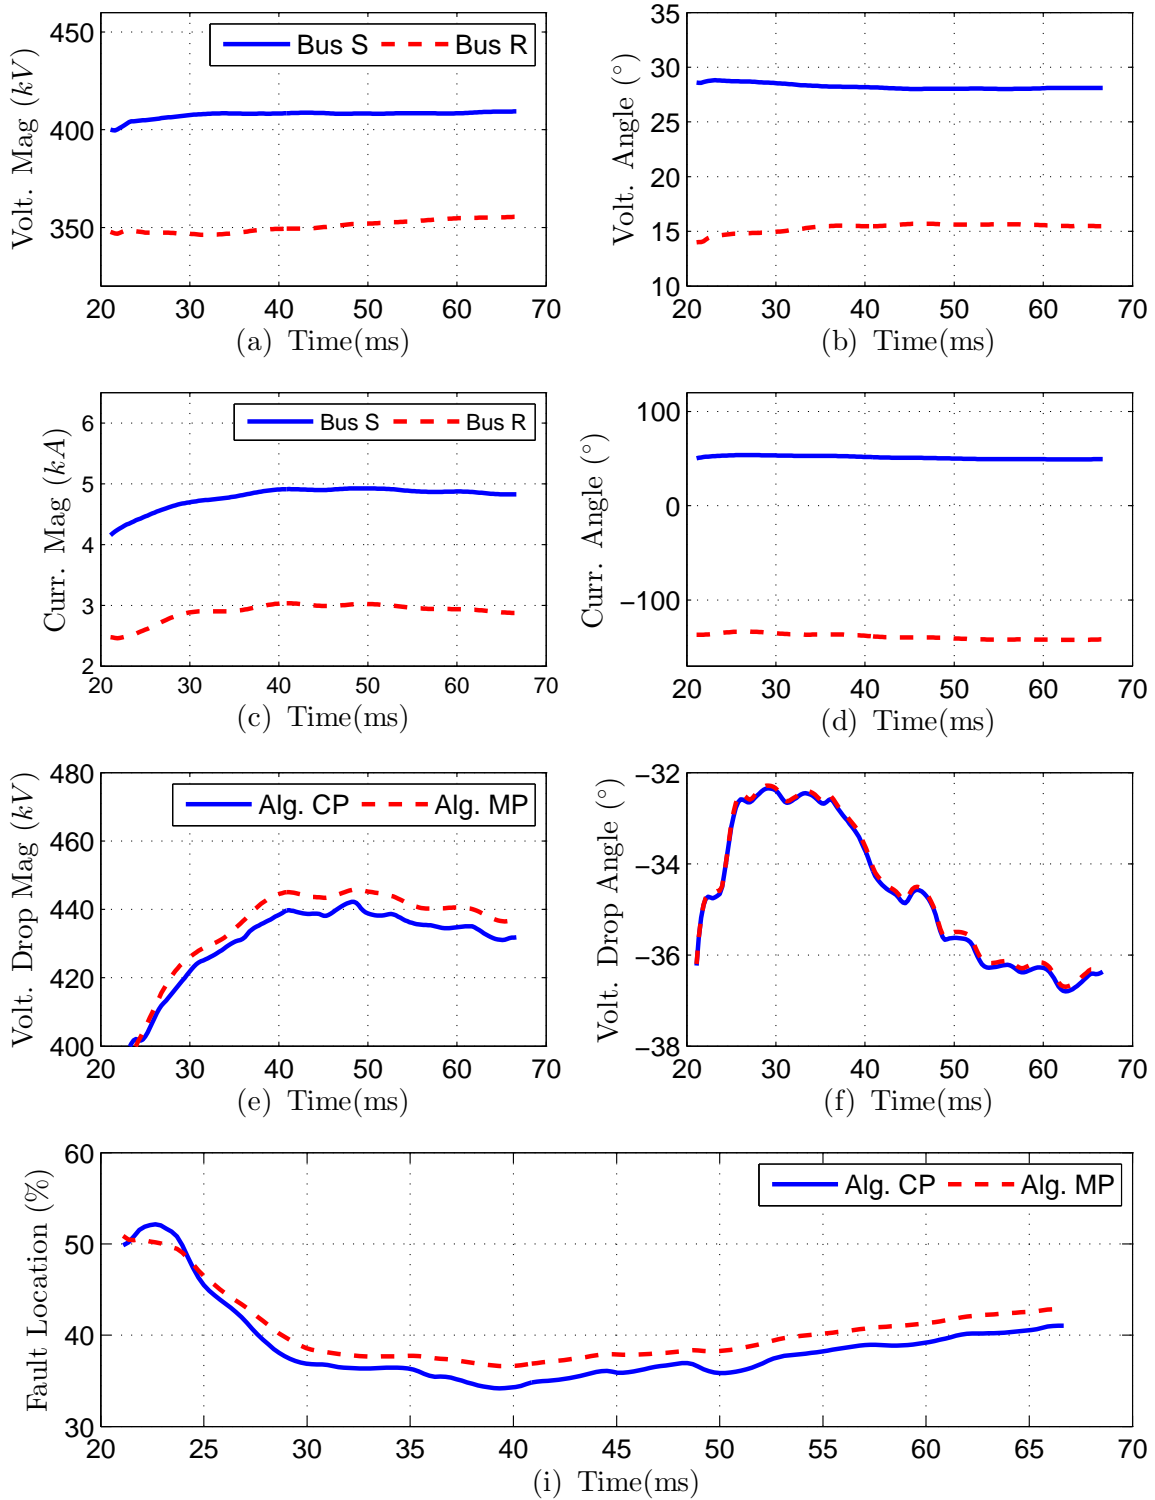 Volt. Mag (kV)
450
400
350
Bus S Bus R
20 30 40 50 60 70
(a) Time(ms)
Volt. Angle (°)
35
30
25
20
15
10
20 30 40 50 60 70
(b) Time(ms)
Curr. Mag (kA)
6
5
4
3
2
Bus S Bus R
20 30 40 50 60 70
(c) Time(ms)
Curr. Angle (°)
100
0
−100
20 30 40 50 60 70
(d) Time(ms)
Volt. Drop Mag (kV)
480
460
440
420
400
Alg. CP Alg. MP
20 30 40 50 60 70
(e) Time(ms)
Volt. Drop Angle (°)
−32
−34
−36
−38
20 30 40 50 60 70
(f) Time(ms)
Fault Location (%)
60
50
40
30
Alg. CP Alg. MP
20 25 30 35 40 45 50 55 60 65 70
(i) Time(ms)